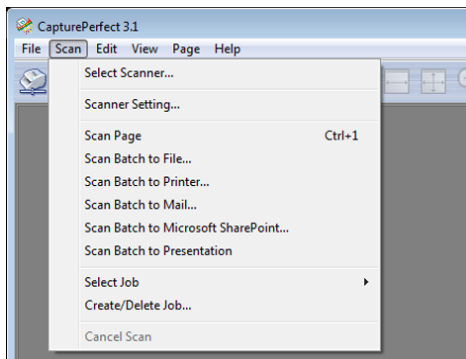 CapturePerfect 3.1
File Scan Edit View Page Help
Select Scanner...
Scanner Setting...
Scan Page Ctrl+1
Scan Batch to File...
Scan Batch to Printer...
Scan Batch to Mail...
Scan Batch to Microsoft SharePoint...
Scan Batch to Presentation
Select Job
Create/Delete Job...
Cancel Scan